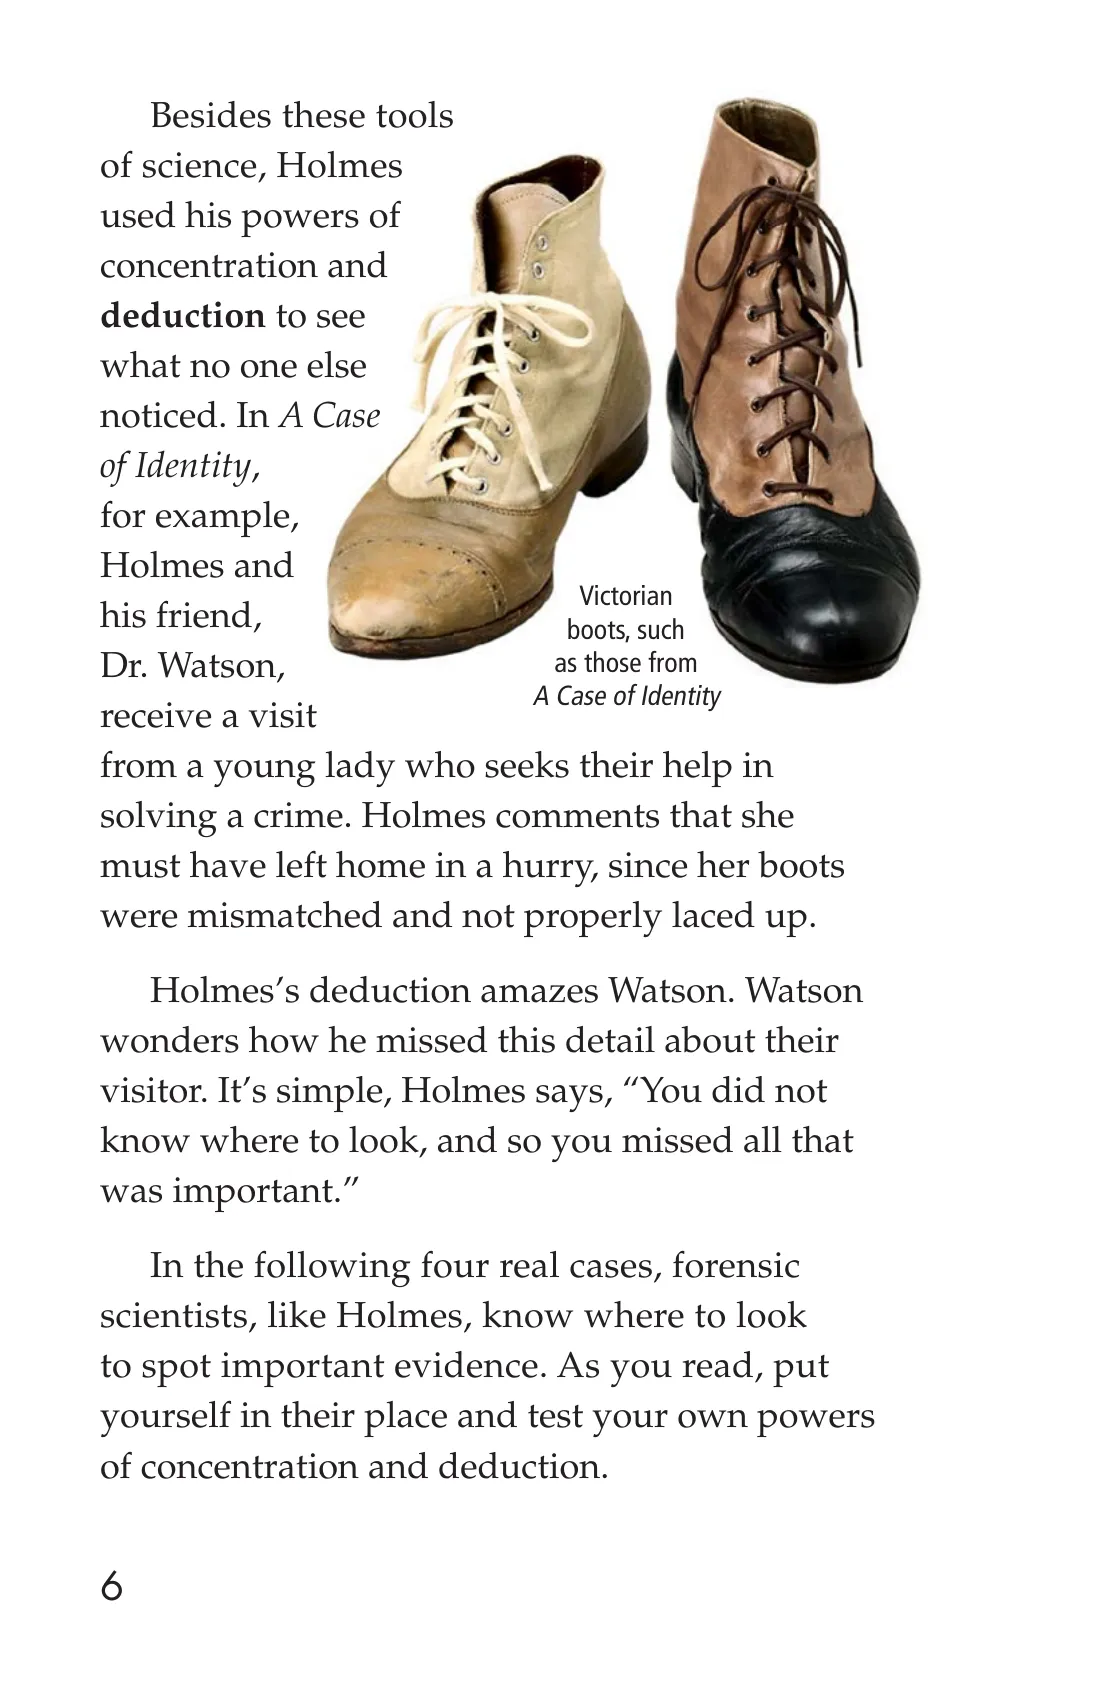 Besides these tools
of science, Holmes
used his powers of
concentration and
deduction to see
what no one else
noticed. In A Case
of Identity,
for example,
Holmes and
his friend,
Dr. Watson,
receive a visit
from a young lady who seeks their help in
solving a crime. Holmes comments that she
must have left home in a hurry, since her boots
were mismatched and not properly laced up.
Victorian
boots, such
as those from
A Case of Identity
Holmes’s deduction amazes Watson. Watson
wonders how he missed this detail about their
visitor. It’s simple, Holmes says, “You did not
know where to look, and so you missed all that
was important.”
In the following four real cases, forensic
scientists, like Holmes, know where to look
to spot important evidence. As you read, put
yourself in their place and test your own powers
of concentration and deduction.
6